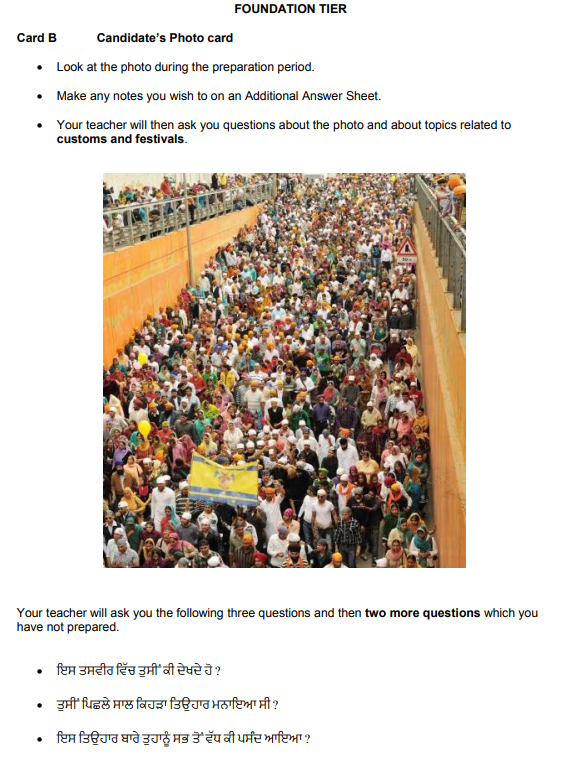 FOUNDATION TIER
Card B Candidate's Photo card
• Look at the photo during the preparation period.
• Make any notes you wish to on an Additional Answer Sheet.
• Your teacher will then ask you questions about the photo and about topics related to
customs and festivals.
Your teacher will ask you the following three questions and then two more questions which you
have not prepared.
• ਇਸ ਤਸਵੀਰ ਵਿੱਚ ਤੁਸੀਂ ਕੀ ਦੇਖਦੇ ਹੋ ?
• ਤੁਸੀਂ ਪਿਛਲੇ ਸਾਲ ਕਿਹੜਾ ਤਿਉਹਾਰ ਮਨਾਇਆ ਸੀ ?
• ਇਸ ਤਿਉਹਾਰ ਬਾਰੇ ਤੁਹਾਨੂੰ ਸਭ ਤੋਂ ਵੱਧ ਕੀ ਪਸੰਦ ਆਇਆ ?